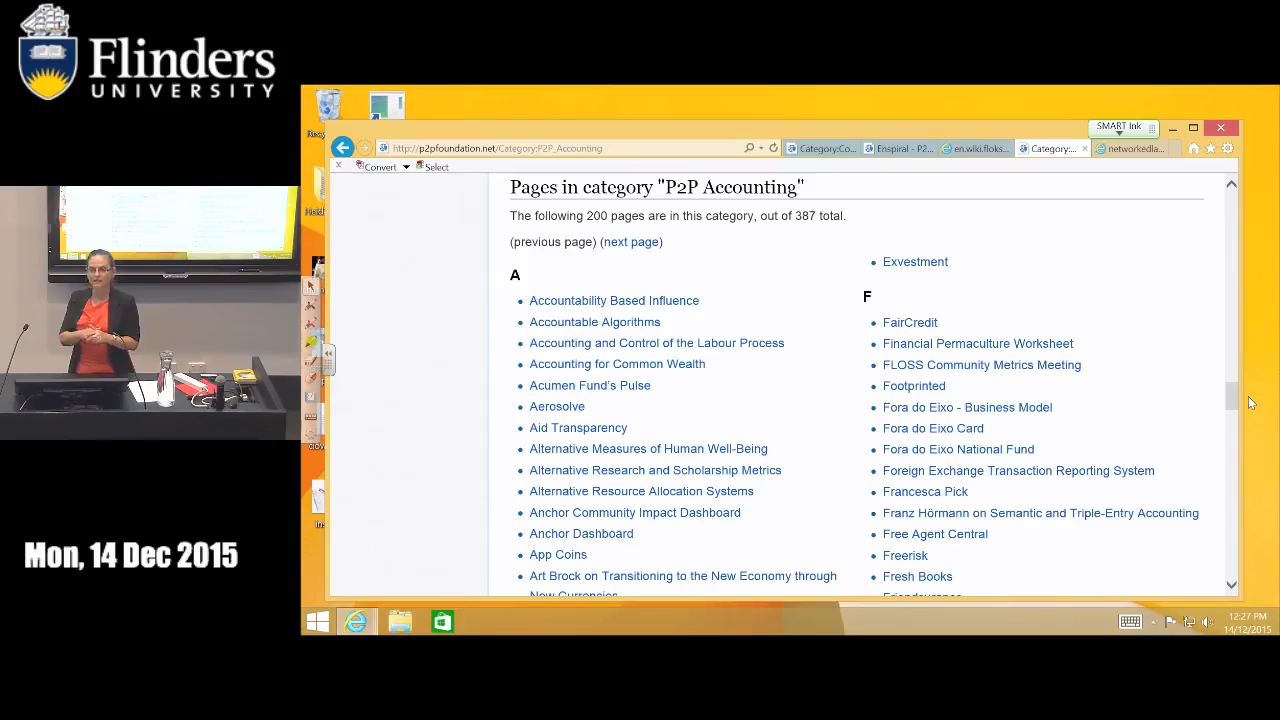 Flinders
UNIVERSITY
Mon, 14 Dec 2015
SMART Ink
http://p2pfoundation.net/Category:P2P_Accounting
Category:Co...
Enspiral - P2...
en.wiki.floks...
Category:...
networkedla...
Convert
Select
Pages in category "P2P Accounting"
The following 200 pages are in this category, out of 387 total.
(previous page) (next page)
A
Accountability Based Influence
Accountable Algorithms
Accounting and Control of the Labour Process
Accounting for Common Wealth
Acumen Fund's Pulse
Aerosolve
Aid Transparency
Alternative Measures of Human Well-Being
Alternative Research and Scholarship Metrics
Alternative Resource Allocation Systems
Anchor Community Impact Dashboard
Anchor Dashboard
App Coins
Art Brock on Transitioning to the New Economy through
New Currencies
Exvestment
F
FairCredit
Financial Permaculture Worksheet
FLOSS Community Metrics Meeting
Footprinted
Fora do Eixo - Business Model
Fora do Eixo Card
Fora do Eixo National Fund
Foreign Exchange Transaction Reporting System
Francesca Pick
Franz Hörmann on Semantic and Triple-Entry Accounting
Free Agent Central
Freerisk
Fresh Books
Friendsurance
12:27 PM
14/12/2015